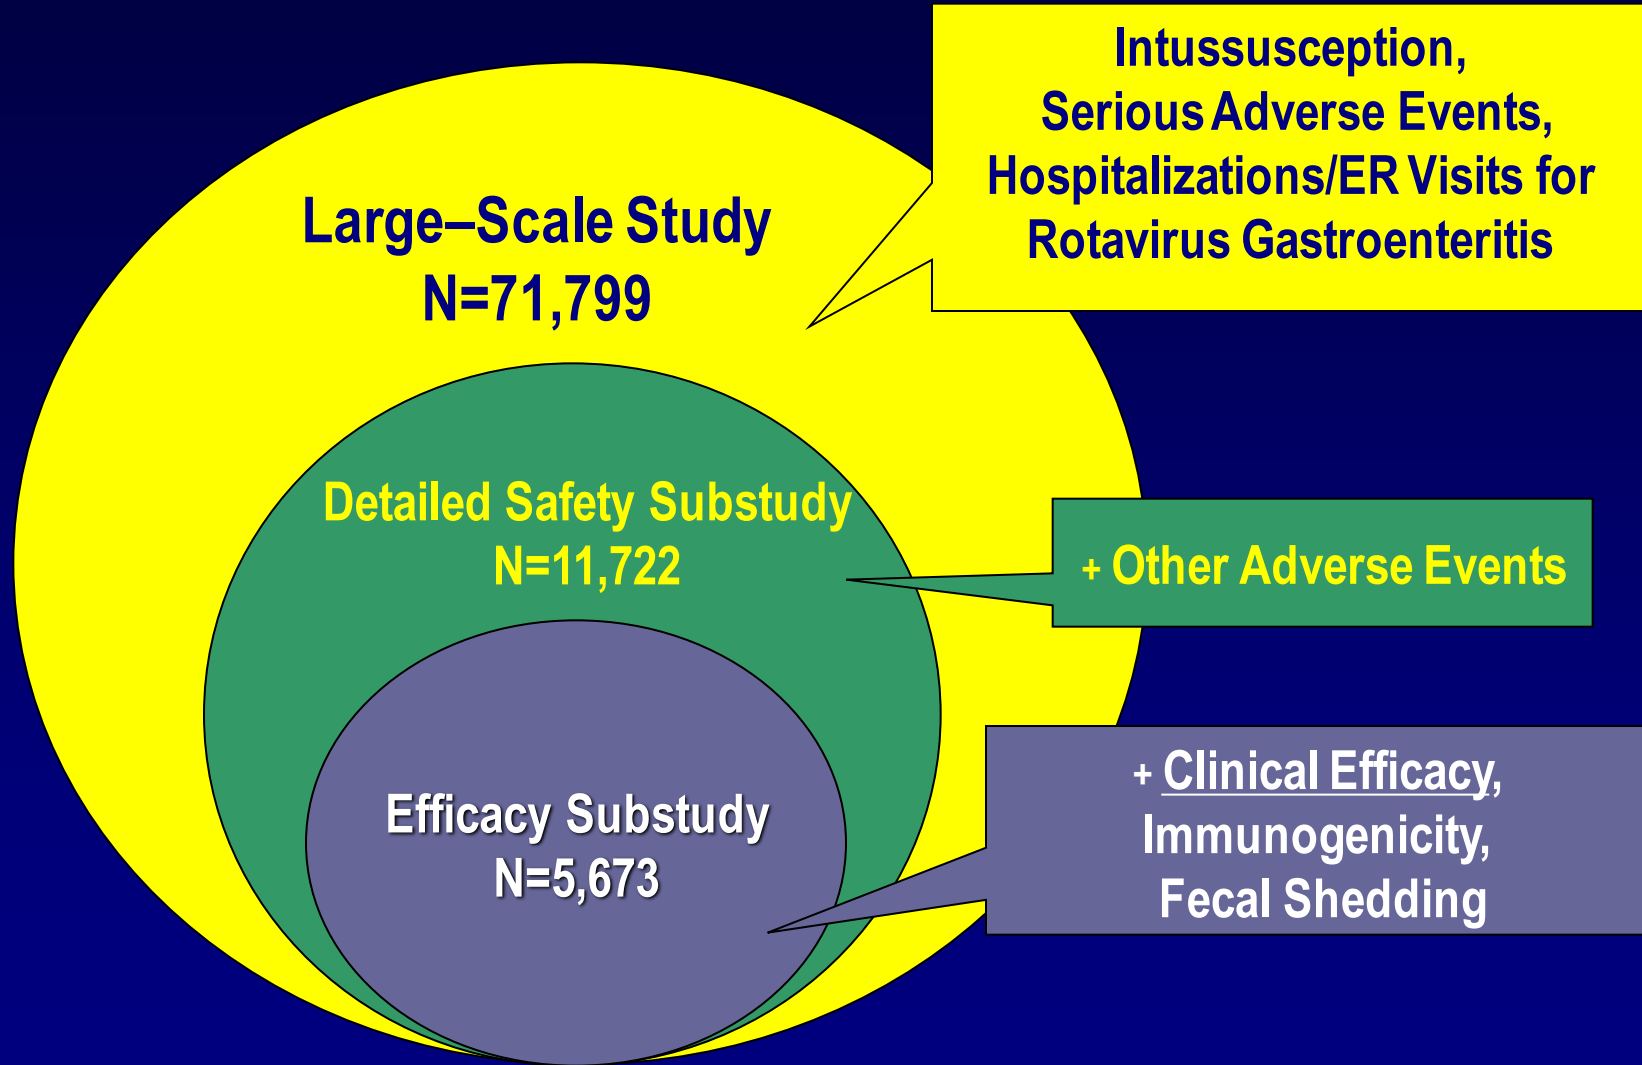 Intussusception,
Serious Adverse Events,
Hospitalizations/ER Visits for
Rotavirus Gastroenteritis
Large–Scale Study
N=71,799
Detailed Safety Substudy
N=11,722
+ Other Adverse Events
Efficacy Substudy
N=5,673
+ Clinical Efficacy,
Immunogenicity,
Fecal Shedding